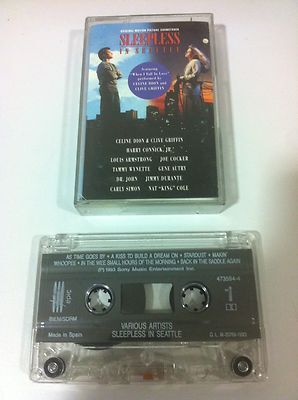 ORIGINAL MOTION PICTURE SOUNDTRACK
SLEEPLESS
IN SEATTLE
featuring
"When I Fall In Love"
performed by
CELINE DION and
CLIVE GRIFFIN
CELINE DION & CLIVE GRIFFIN
HARRY CONNICK, JR.
LOUIS ARMSTRONG JOE COCKER
TAMMY WYNETTE GENE AUTRY
DR. JOHN JIMMY DURANTE
CARLY SIMON NAT "KING" COLE
AS TIME GOES BY • A KISS TO BUILD A DREAM ON • STARDUST • MAKIN'
WHOOPEE • IN THE WEE SMALL HOURS OF THE MORNING • BACK IN THE SADDLE AGAIN
(P) 1993 Sony Music Entertainment Inc.
473594-4
epic
1
BIEM/SDRM
Made in Spain
VARIOUS ARTISTS
SLEEPLESS IN SEATTLE